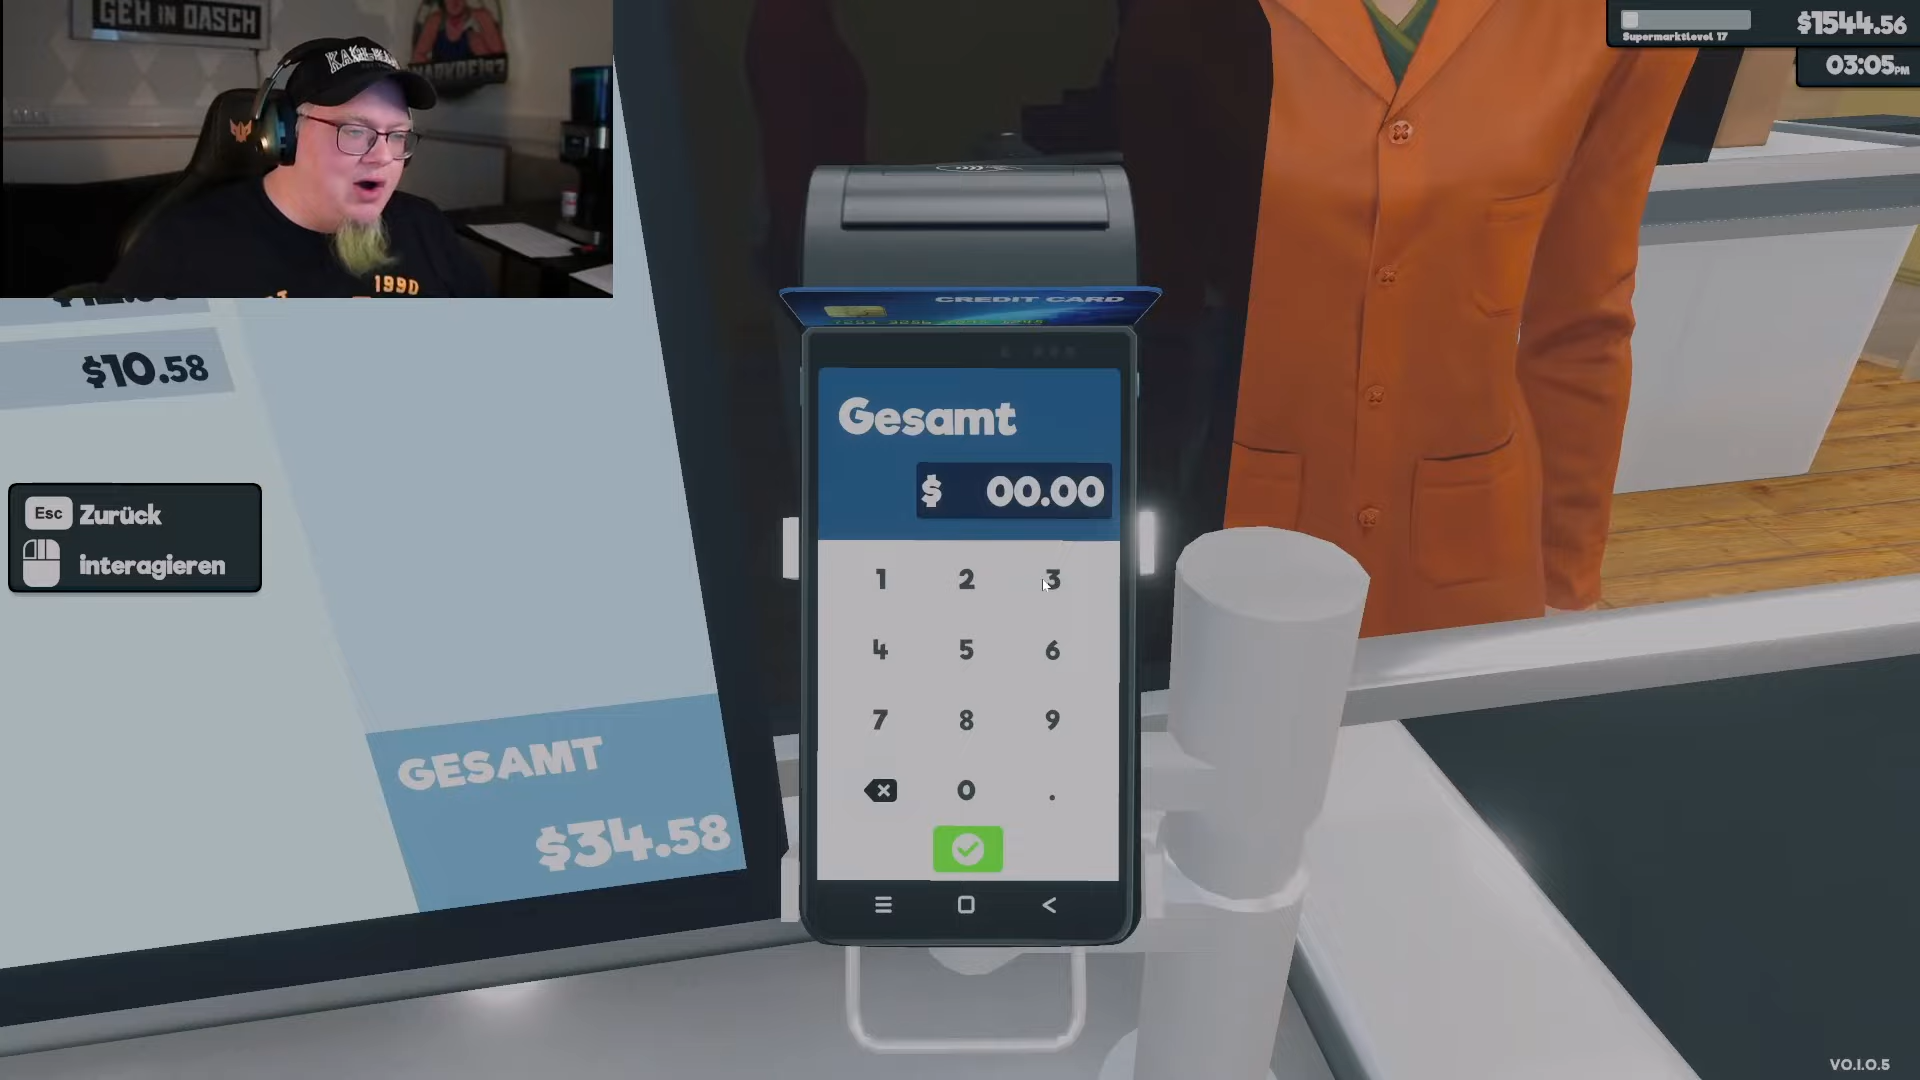 GEH IN DASCH
Supermarktlevel 17
$1544.56
03:05PM
1990
CREDIT CARD
$10.58
Gesamt
$ 00.00
Esc Zurück
interagieren
1 2 3
4 5 6
7 8 9
0 .
GESAMT
$34.58
V0.1.0.5